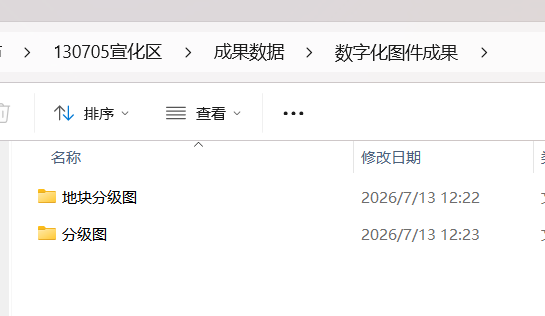 130705宣化区 > 成果数据 > 数字化图件成果 >
排序 查看 •••
名称 修改日期
地块分级图 2026/7/13 12:22
分级图 2026/7/13 12:23